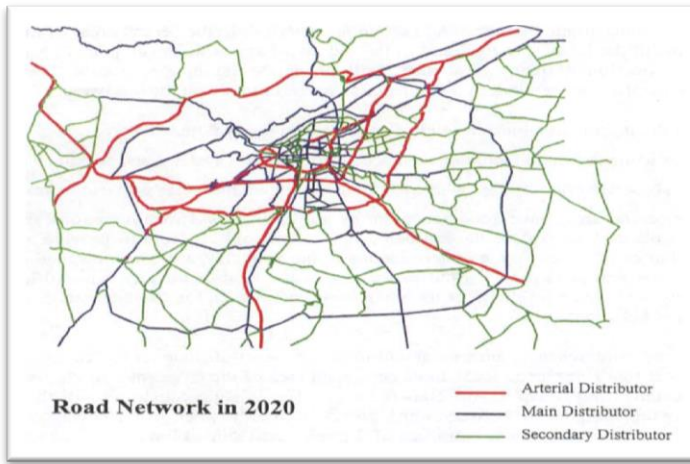 Road Network in 2020
Arterial Distributor
Main Distributor
Secondary Distributor